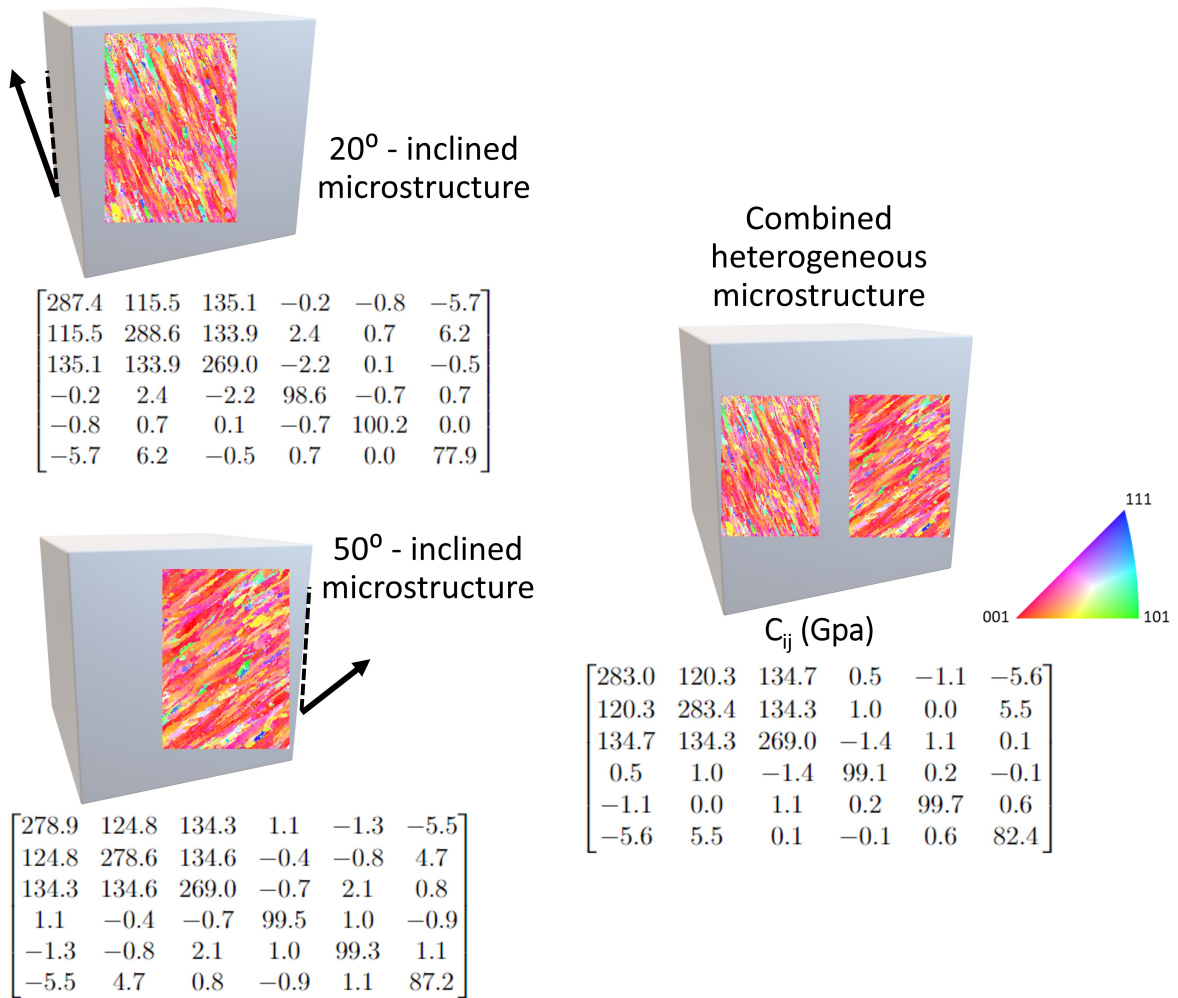 20⁰ - inclined
microstructure
[287.4 115.5 135.1 −0.2 −0.8 −5.7]
[115.5 288.6 133.9 2.4 0.7 6.2]
[135.1 133.9 269.0 −2.2 0.1 −0.5]
[−0.2 2.4 −2.2 98.6 −0.7 0.7]
[−0.8 0.7 0.1 −0.7 100.2 0.0]
[−5.7 6.2 −0.5 0.7 0.0 77.9]
50⁰ - inclined
microstructure
[278.9 124.8 134.3 1.1 −1.3 −5.5]
[124.8 278.6 134.6 −0.4 −0.8 4.7]
[134.3 134.6 269.0 −0.7 2.1 0.8]
[1.1 −0.4 −0.7 99.5 1.0 −0.9]
[−1.3 −0.8 2.1 1.0 99.3 1.1]
[−5.5 4.7 0.8 −0.9 1.1 87.2]
Combined
heterogeneous
microstructure
111
001
101
Cij (Gpa)
[283.0 120.3 134.7 0.5 −1.1 −5.6]
[120.3 283.4 134.3 1.0 0.0 5.5]
[134.7 134.3 269.0 −1.4 1.1 0.1]
[0.5 1.0 −1.4 99.1 0.2 −0.1]
[−1.1 0.0 1.1 0.2 99.7 0.6]
[−5.6 5.5 0.1 −0.1 0.6 82.4]